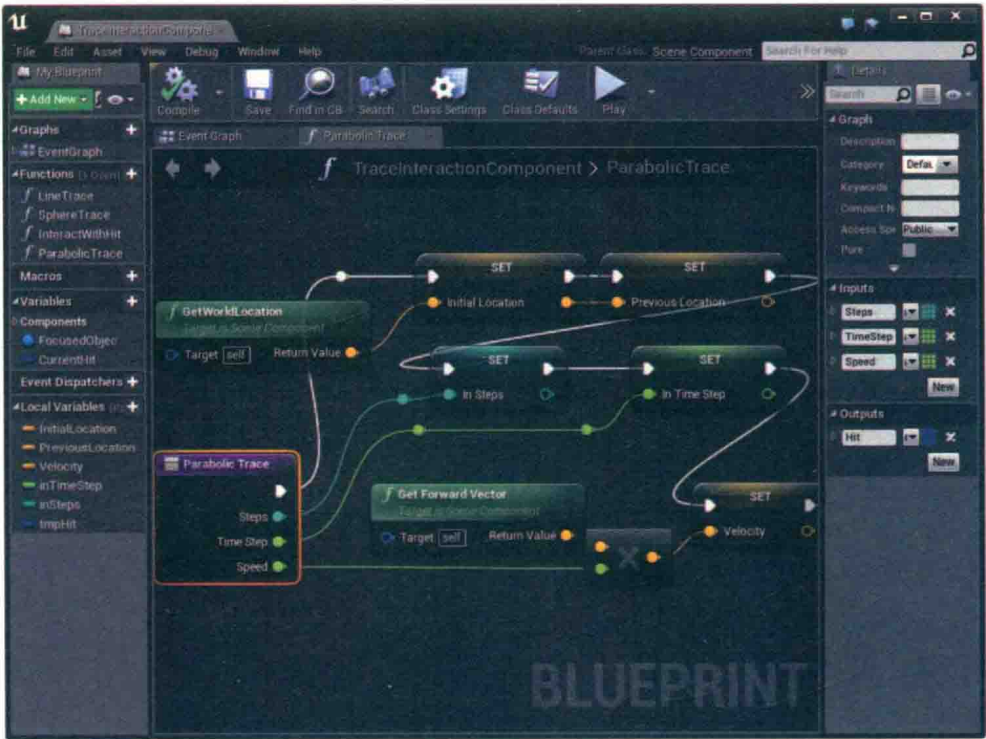 TraceInteractionCompone
File Edit Asset View Debug Window Help
Parent class: Scene Component
Search For Help
My Blueprint
Details
+Add New
Compile
Save
Find in CB
Search
Class Settings
Class Defaults
Play
Search
Event Graph
f Parabolic Trace
f TraceInteractionComponent > ParabolicTrace
Graphs
EventGraph
Functions
f LineTrace
f SphereTrace
f InteractWithHit
f ParabolicTrace
Macros
Variables
Components
FocusedObjec
CurrentHit
Event Dispatchers
Local Variables
InitialLocation
PreviousLocation
Velocity
inTimeStep
inSteps
tmpHit
f GetWorldLocation
Target is Scene Component
Target self
Return Value
SET
Initial Location
SET
Previous Location
SET
In Steps
SET
In Time Step
Parabolic Trace
Steps
Time Step
Speed
f Get Forward Vector
Target is Scene Component
Target self
Return Value
X
SET
Velocity
BLUEPRINT
Graph
Description
Category Defau
Keywords
Compact N
Access Spe Public
Pure
Inputs
Steps
TimeStep
Speed
New
Outputs
Hit
New